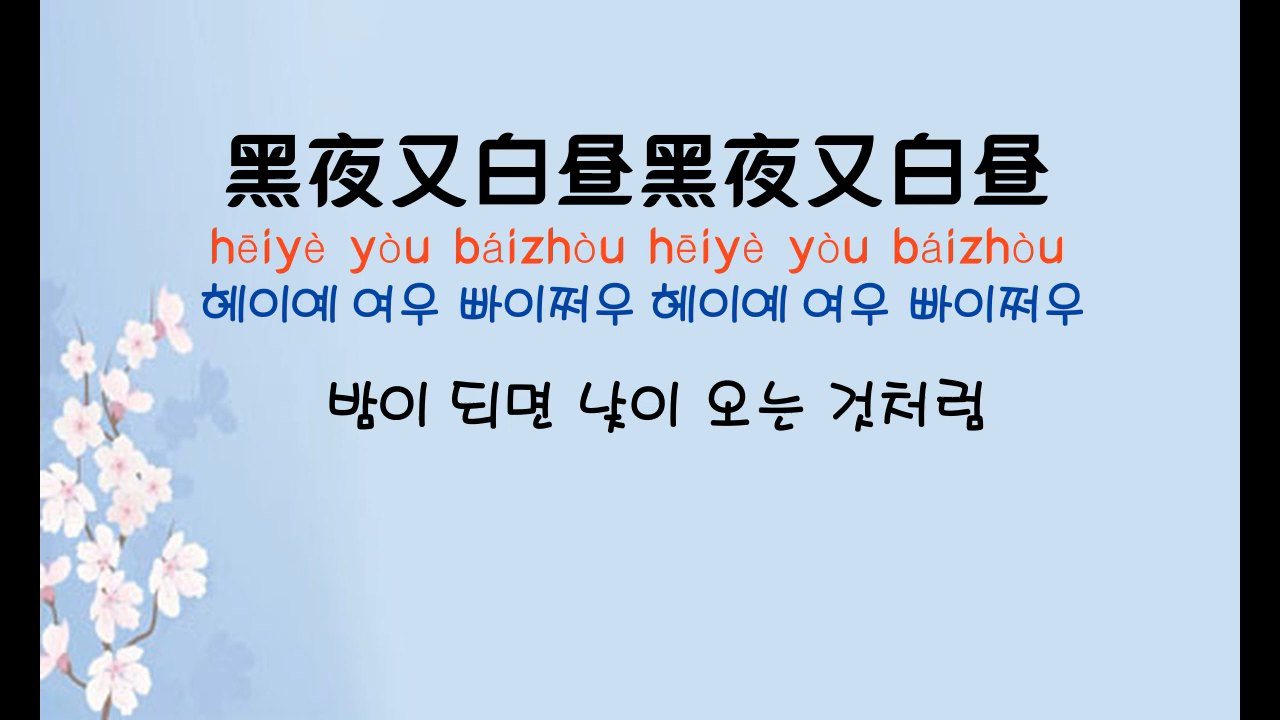 黑夜又白昼黑夜又白昼
hēiyè yòu báizhòu hēiyè yòu báizhòu
헤이예 여우 빠이쩌우 헤이예 여우 빠이쩌우
밤이 되면 낮이 오는 것처럼